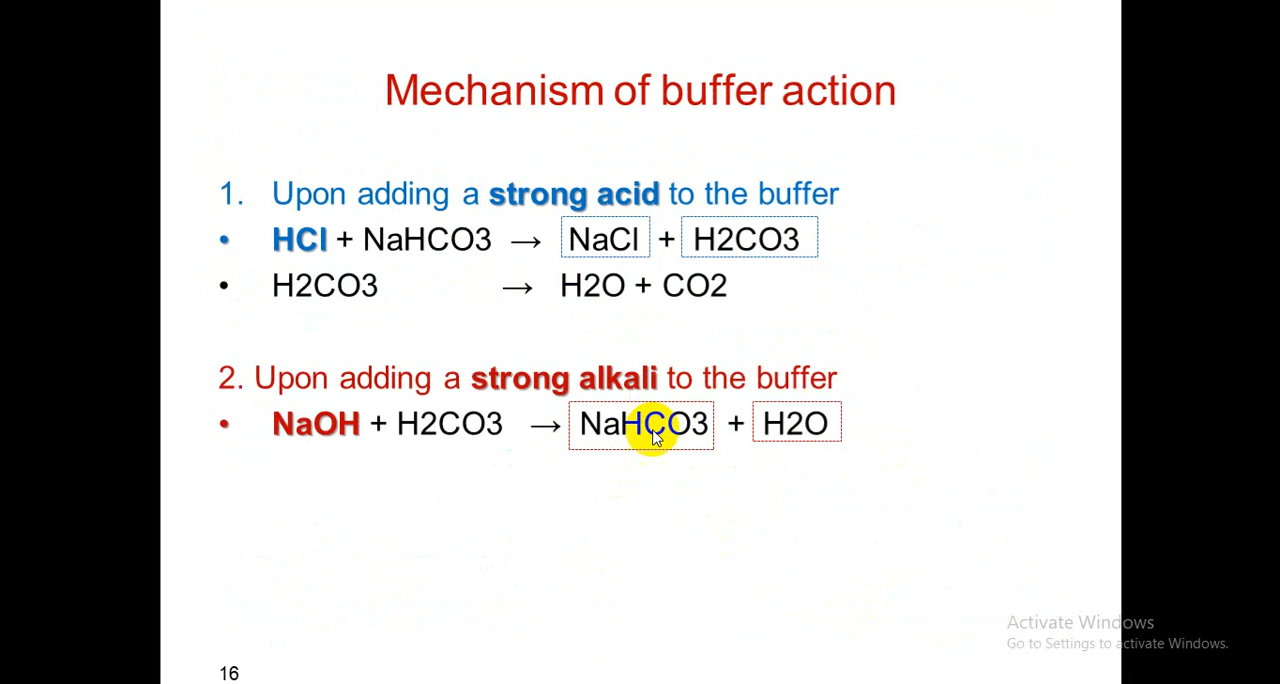 Mechanism of buffer action
1. Upon adding a strong acid to the buffer
• HCl + NaHCO3 → NaCl + H2CO3
• H2CO3 → H2O + CO2
2. Upon adding a strong alkali to the buffer
• NaOH + H2CO3 → NaHCO3 + H2O
Activate Windows
Go to Settings to activate Windows.
16